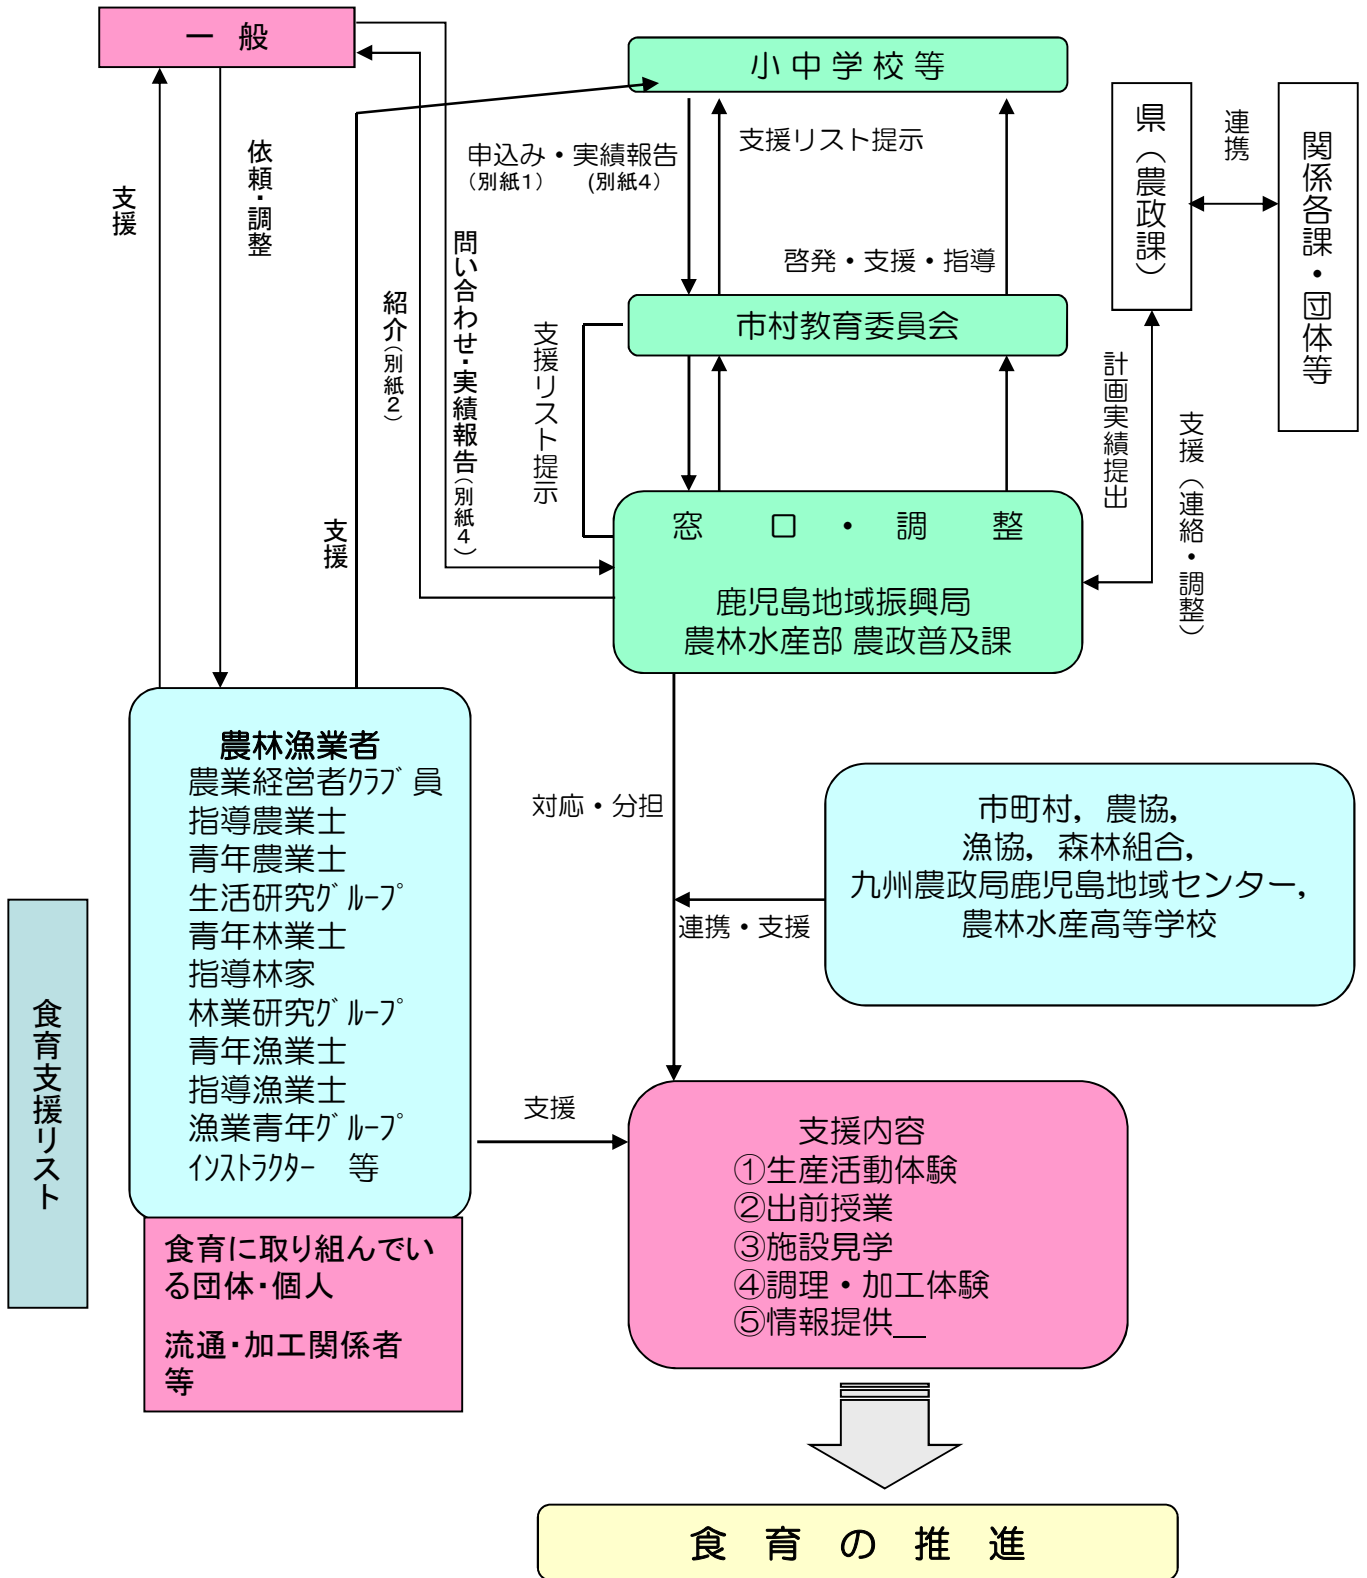 一 般
小 中 学 校 等
県（農政課）
連携
関係各課・団体等
支援
依頼・調整
紹介（別紙２）
問い合わせ・実績報告（別紙４）
支援
申込み・実績報告
（別紙１） （別紙４）
支援リスト提示
啓発・支援・指導
市村教育委員会
支援リスト提示
計画実績提出
支援（連絡・調整）
窓 口 ・ 調 整
鹿児島地域振興局
農林水産部 農政普及課
農林漁業者
農業経営者ｸﾗﾌﾞ員
指導農業士
青年農業士
生活研究ｸﾞﾙｰﾌﾟ
青年林業士
指導林家
林業研究ｸﾞﾙｰﾌﾟ
青年漁業士
指導漁業士
漁業青年ｸﾞﾙｰﾌﾟ
ｲﾝｽﾄﾗｸﾀｰ 等
対応・分担
市町村，農協，
漁協，森林組合，
九州農政局鹿児島地域センター，
農林水産高等学校
連携・支援
食育支援リスト
食育に取り組んでい
る団体・個人
流通・加工関係者
等
支援
支援内容
①生産活動体験
②出前授業
③施設見学
④調理・加工体験
⑤情報提供＿
食 育 の 推 進